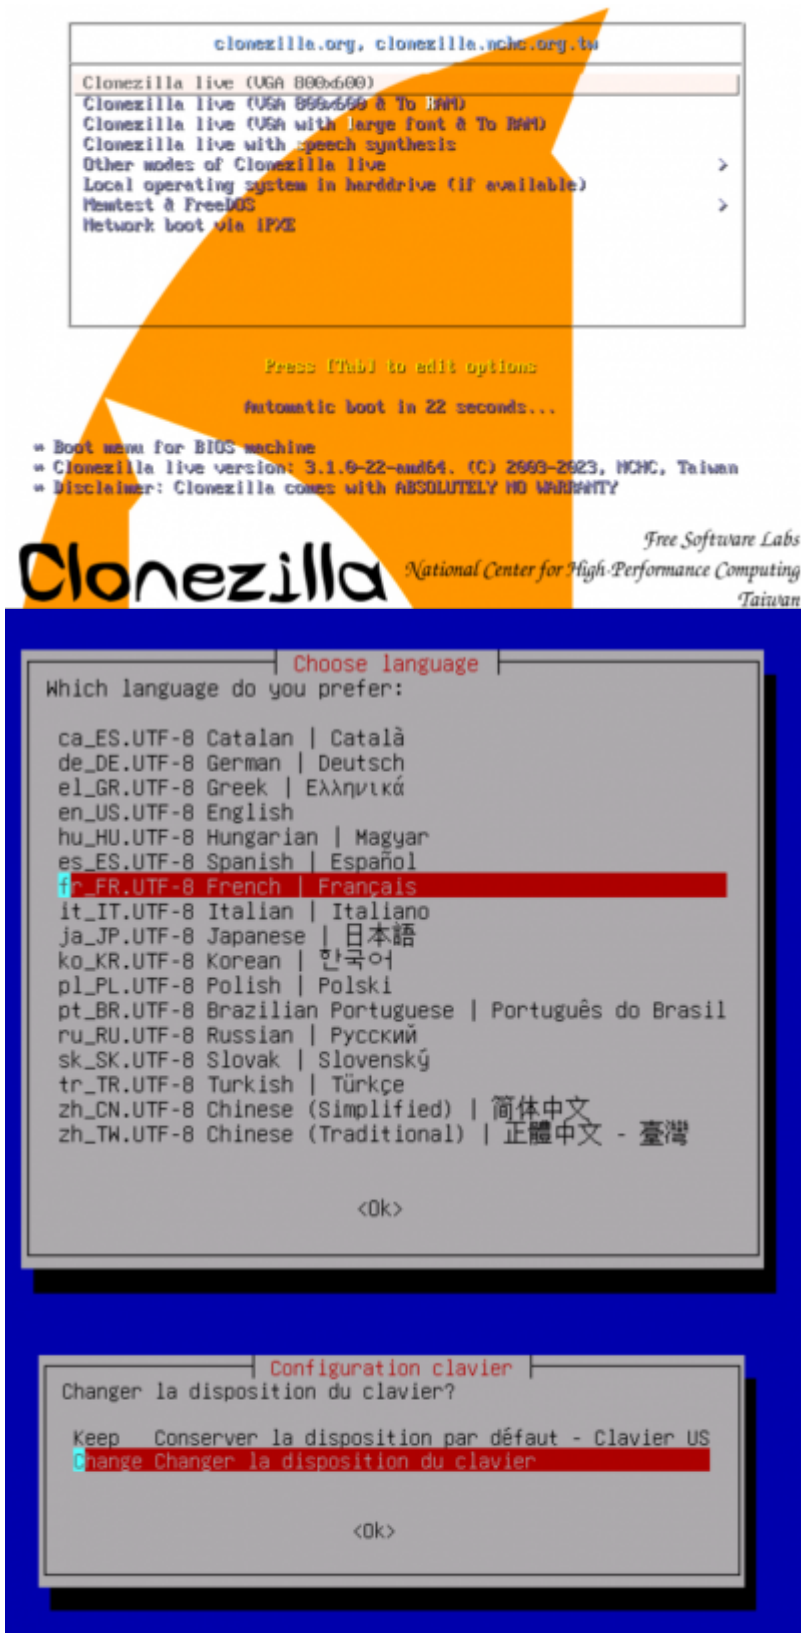 clonezilla.org, clonezilla.nchc.org.tw
Clonezilla live (VGA 800x600)
Clonezilla live (VGA 800x600 & To RAM)
Clonezilla live (VGA with large font & To RAM)
Clonezilla live with speech synthesis
Other modes of Clonezilla live >
Local operating system in harddrive (if available)
Memtest & FreeDOS >
Network boot via iPXE
Press [Tab] to edit options
Automatic boot in 22 seconds...
* Boot menu for BIOS machine
* Clonezilla live version: 3.1.0-22-amd64. (C) 2003-2023, NCHC, Taiwan
* Disclaimer: Clonezilla comes with ABSOLUTELY NO WARRANTY
Clonezilla
Free Software Labs
National Center for High-Performance Computing
Taiwan
Choose language
Which language do you prefer:
ca_ES.UTF-8 Catalan | Català
de_DE.UTF-8 German | Deutsch
el_GR.UTF-8 Greek | Ελληνικά
en_US.UTF-8 English
hu_HU.UTF-8 Hungarian | Magyar
es_ES.UTF-8 Spanish | Español
fr_FR.UTF-8 French | Français
it_IT.UTF-8 Italian | Italiano
ja_JP.UTF-8 Japanese | 日本語
ko_KR.UTF-8 Korean | 한국어
pl_PL.UTF-8 Polish | Polski
pt_BR.UTF-8 Brazilian Portuguese | Português do Brasil
ru_RU.UTF-8 Russian | Русский
sk_SK.UTF-8 Slovak | Slovenský
tr_TR.UTF-8 Turkish | Türkçe
zh_CN.UTF-8 Chinese (Simplified) | 简体中文
zh_TW.UTF-8 Chinese (Traditional) | 正體中文 - 臺灣
<Ok>
Configuration clavier
Changer la disposition du clavier?
Keep Conserver la disposition par défaut - Clavier US
Change Changer la disposition du clavier
<Ok>